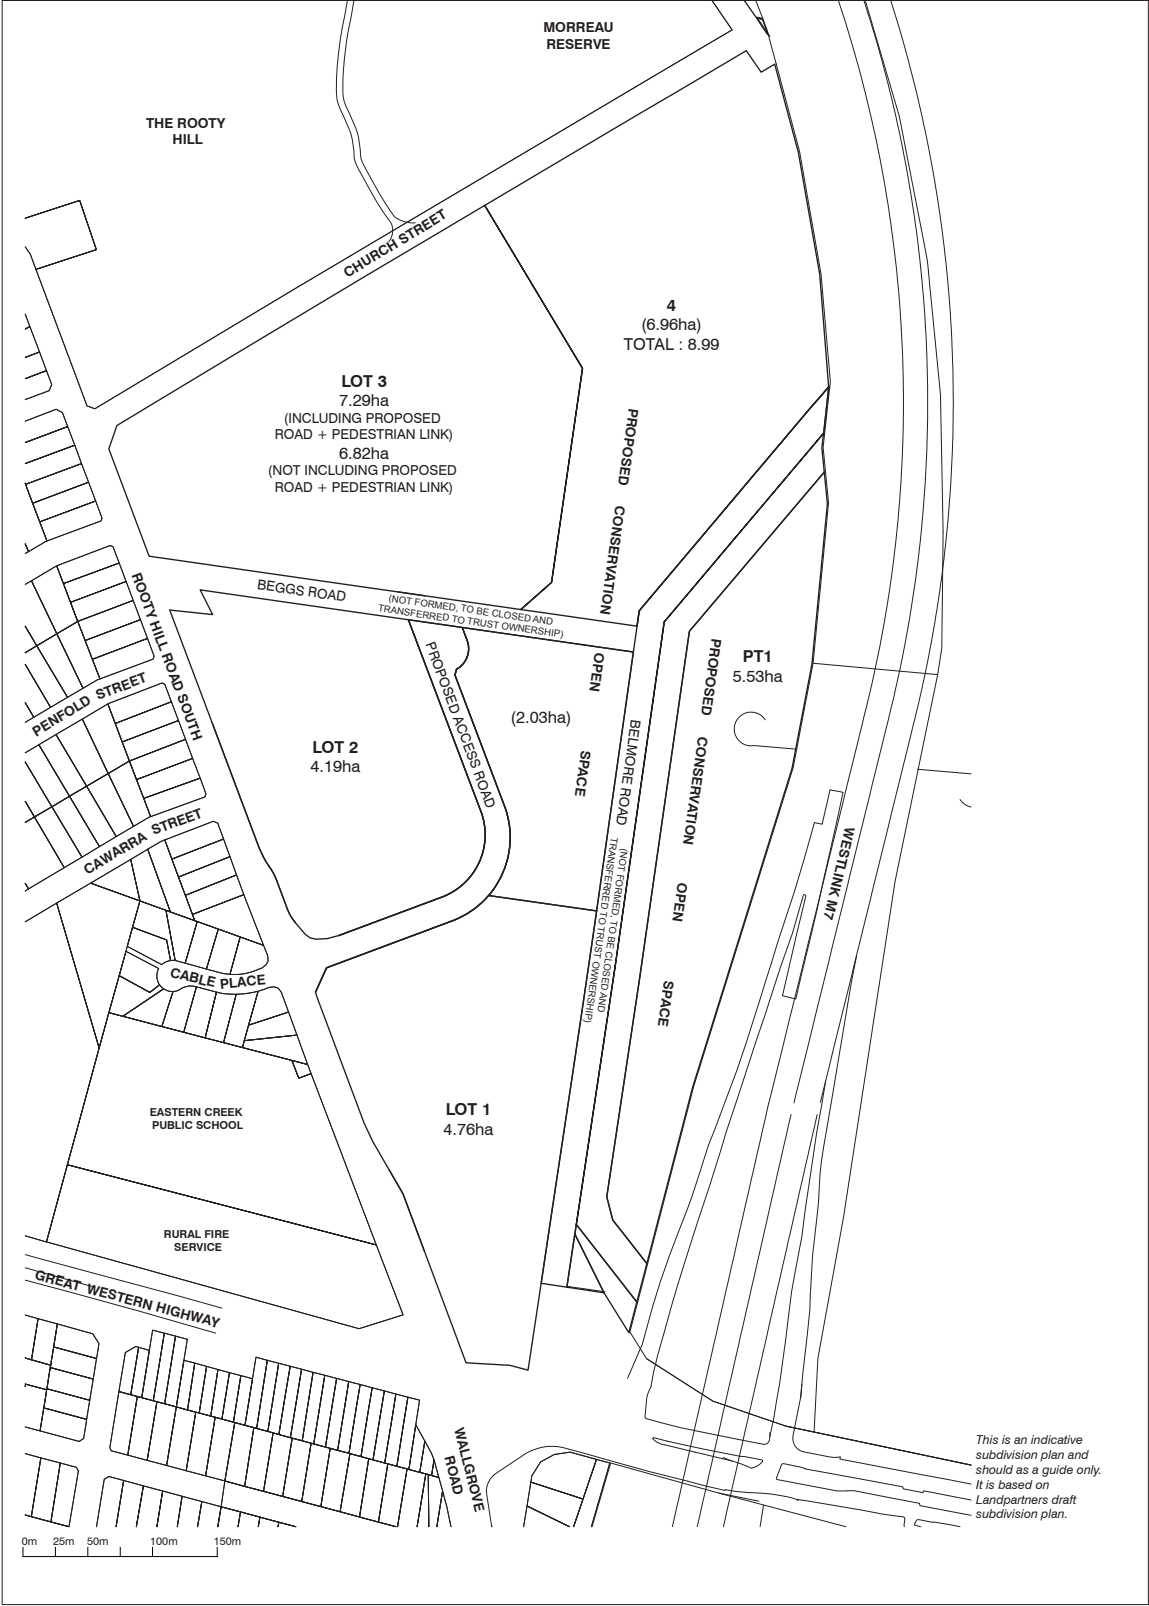 MORREAU
RESERVE
THE ROOTY
HILL
CHURCH STREET
4
(6.96ha)
TOTAL : 8.99
LOT 3
7.29ha
(INCLUDING PROPOSED
ROAD + PEDESTRIAN LINK)
6.82ha
(NOT INCLUDING PROPOSED
ROAD + PEDESTRIAN LINK)
PROPOSED CONSERVATION
OPEN SPACE
BEGGS ROAD
(NOT FORMED, TO BE CLOSED AND
TRANSFERRED TO TRUST OWNERSHIP)
ROOTY HILL ROAD SOUTH
PENFOLD STREET
PROPOSED ACCESS ROAD
(2.03ha)
PT1
5.53ha
PROPOSED CONSERVATION OPEN SPACE
LOT 2
4.19ha
BELMORE ROAD
(NOT FORMED, TO BE CLOSED AND
TRANSFERRED TO TRUST OWNERSHIP)
CAWARRA STREET
WESTLINK M7
CABLE PLACE
LOT 1
4.76ha
EASTERN CREEK
PUBLIC SCHOOL
RURAL FIRE
SERVICE
GREAT WESTERN HIGHWAY
WALLGROVE
ROAD
This is an indicative
subdivision plan and
should as a guide only.
It is based on
Landpartners draft
subdivision plan.
0m 25m 50m 100m 150m